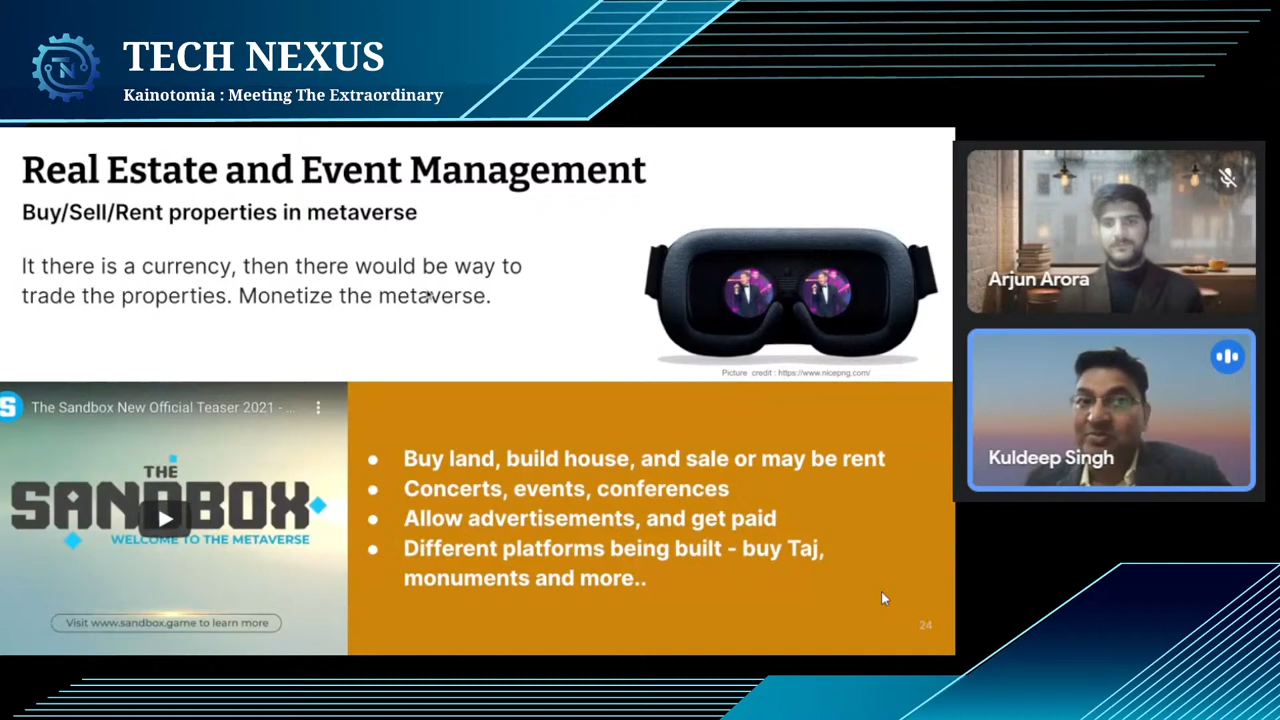 TECH NEXUS
Kainotomia : Meeting The Extraordinary
TN
Real Estate and Event Management
Buy/Sell/Rent properties in metaverse
It there is a currency, then there would be way to
trade the properties. Monetize the metaverse.
Picture credit : https://www.nicepng.com/
Arjun Arora
Kuldeep Singh
S
The Sandbox New Official Teaser 2021 - ...
THE
SANDBOX
WELCOME TO THE METAVERSE
Visit www.sandbox.game to learn more
● Buy land, build house, and sale or may be rent
● Concerts, events, conferences
● Allow advertisements, and get paid
● Different platforms being built - buy Taj,
monuments and more..
24